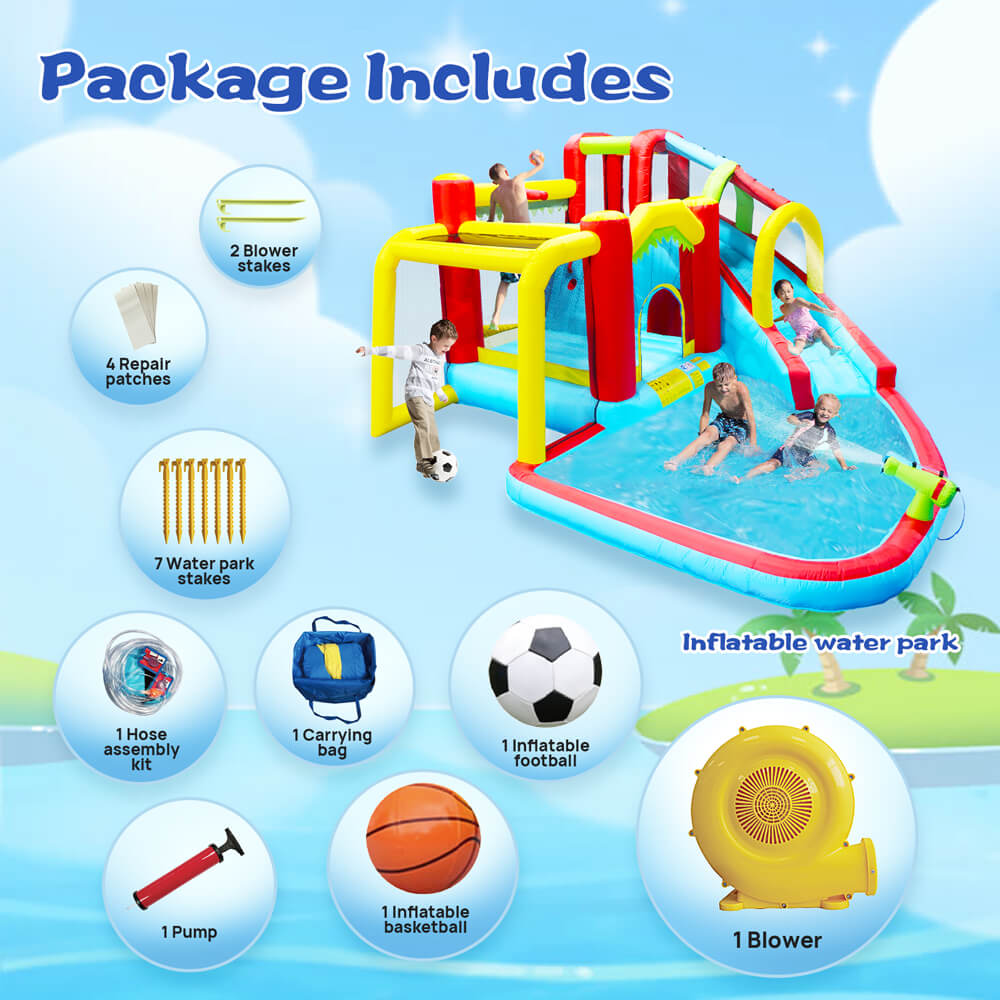 Package Includes
2 Blower
stakes
4 Repair
patches
7 Water park
stakes
Inflatable water park
1 Hose
assembly
kit
1 Carrying
bag
1 Inflatable
football
1 Pump
1 Inflatable
basketball
1 Blower